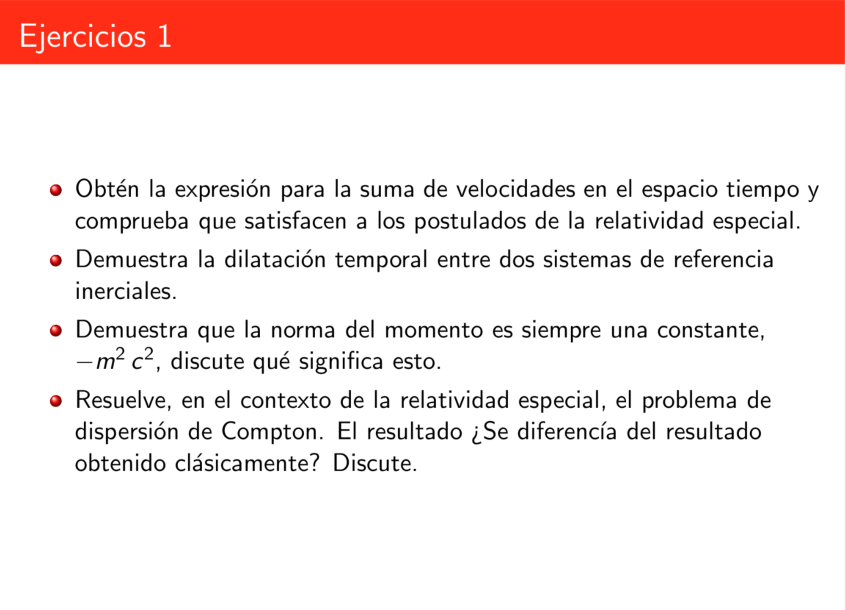 Ejercicios 1
Obtén la expresión para la suma de velocidades en el espacio tiempo y
comprueba que satisfacen a los postulados de la relatividad especial.
Demuestra la dilatación temporal entre dos sistemas de referencia
inerciales.
Demuestra que la norma del momento es siempre una constante,
−m² c², discute qué significa esto.
Resuelve, en el contexto de la relatividad especial, el problema de
dispersión de Compton. El resultado ¿Se diferencía del resultado
obtenido clásicamente? Discute.